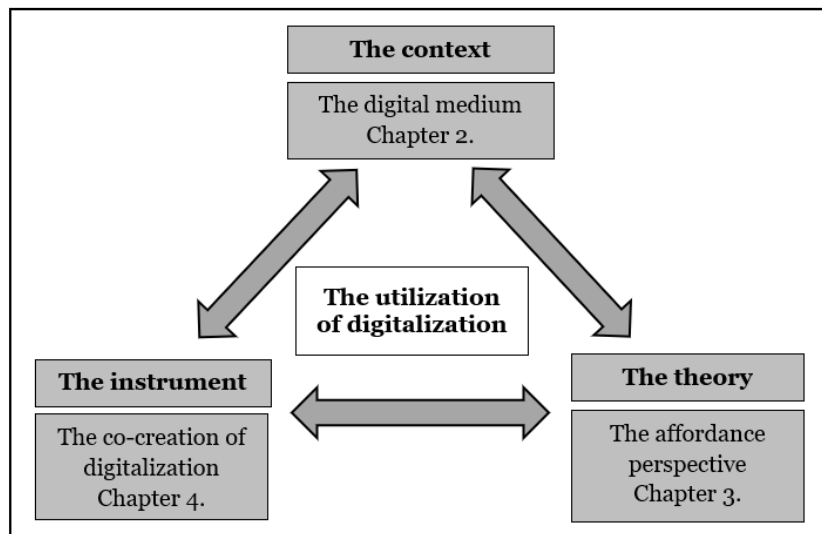 The context
The digital medium
Chapter 2.
The utilization
of digitalization
The instrument
The co-creation of
digitalization
Chapter 4.
The theory
The affordance
perspective
Chapter 3.